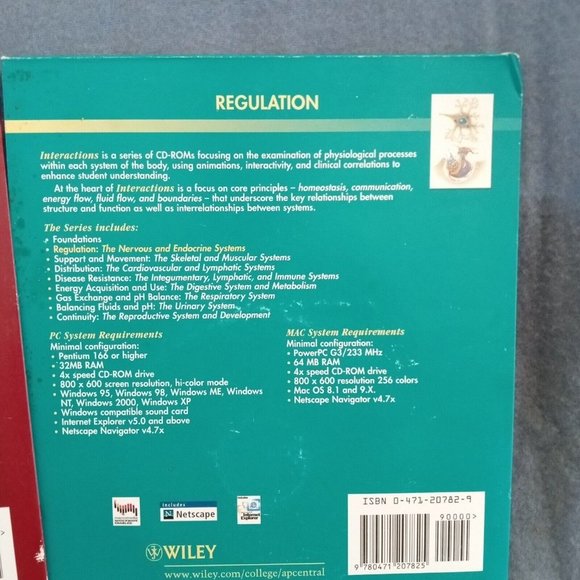 REGULATION
Interactions is a series of CD-ROMs focusing on the examination of physiological processes
within each system of the body, using animations, interactivity, and clinical correlations to
enhance student understanding.
At the heart of Interactions is a focus on core principles – homeostasis, communication,
energy flow, fluid flow, and boundaries – that underscore the key relationships between
structure and function as well as interrelationships between systems.
The Series includes:
• Foundations
• Regulation: The Nervous and Endocrine Systems
• Support and Movement: The Skeletal and Muscular Systems
• Distribution: The Cardiovascular and Lymphatic Systems
• Disease Resistance: The Integumentary, Lymphatic, and Immune Systems
• Energy Acquisition and Use: The Digestive System and Metabolism
• Gas Exchange and pH Balance: The Respiratory System
• Balancing Fluids and pH: The Urinary System
• Continuity: The Reproductive System and Development
PC System Requirements
Minimal configuration:
• Pentium 166 or higher
• 32MB RAM
• 4x speed CD-ROM drive
• 800 x 600 screen resolution, hi-color mode
• Windows 95, Windows 98, Windows ME, Windows
NT, Windows 2000, Windows XP
• Windows compatible sound card
• Internet Explorer v5.0 and above
• Netscape Navigator v4.7x
MAC System Requirements
Minimal configuration:
• PowerPC G3/233 MHz
• 64 MB RAM
• 4x speed CD-ROM drive
• 800 x 600 resolution 256 colors
• Mac OS 8.1 and 9.X.
• Netscape Navigator v4.7x
Includes
Netscape
Internet
Explorer
WILEY
www.wiley.com/college/apcentral
ISBN 0-471-20782-9
90000>
9 780471 207825